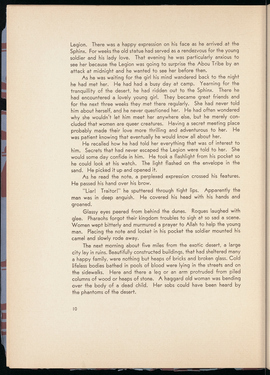 Legion. There was a happy expression on his face as he arrived at the
Sphinx. For weeks the old statue had served as a rendezvous for the young
soldier and his lady love. That evening he was particularly anxious to
see her because the Legion was going to surprise the Abou Tribe by an
attack at midnight and he wanted to see her before then.
As he was waiting for the girl his mind wandered back to the night
he had met her. He had had a busy day at camp. Yearning for the
tranquillity of the desert, he had ridden out to the Sphinx. There he
had encountered a lovely young girl. They became great friends and
for the next three weeks they met there regularly. She had never told
him about herself, and he never questioned her. He had often wondered
why she wouldn't let him meet her anywhere else, but he merely con-
cluded that women are queer creatures. Having a secret meeting place
probably made their love more thrilling and adventurous to her. He
was patient knowing that eventually he would know all about her.
He recalled how he had told her everything that was of interest to
him. Secrets that had never escaped the Legion were told to her. She
would some day confide in him. He took a flashlight from his pocket so
he could look at his watch. The light flashed on the envelope in the
sand. He picked it up and opened it.
As he read the note, a perplexed expression crossed his features.
He passed his hand over his brow.
"Liar! Traitor!" he sputtered through tight lips. Apparently the
man was in deep anguish. He covered his head with his hands and
groaned.
Glassy eyes peered from behind the dunes. Rogues laughed with
glee. Pharaohs forgot their kingdom troubles to sigh at so sad a scene.
Women wept bitterly and murmured a prayer to Allah to help the young
man. Placing the note and locket in his pocket the soldier mounted his
camel and slowly rode away.
The next morning about five miles from the exotic desert, a large
city lay in ruins. Beautifully constructed buildings, that had sheltered many
a happy family, were nothing but heaps of bricks and broken glass. Cold
lifeless bodies bathed in pools of blood were lying in the streets and on
the sidewalks. Here and there a leg or an arm protruded from piled
columns of wood or heaps of stone. A haggard old woman was bending
over the body of a dead child. Her sobs could have been heard by
the phantoms of the desert.
10